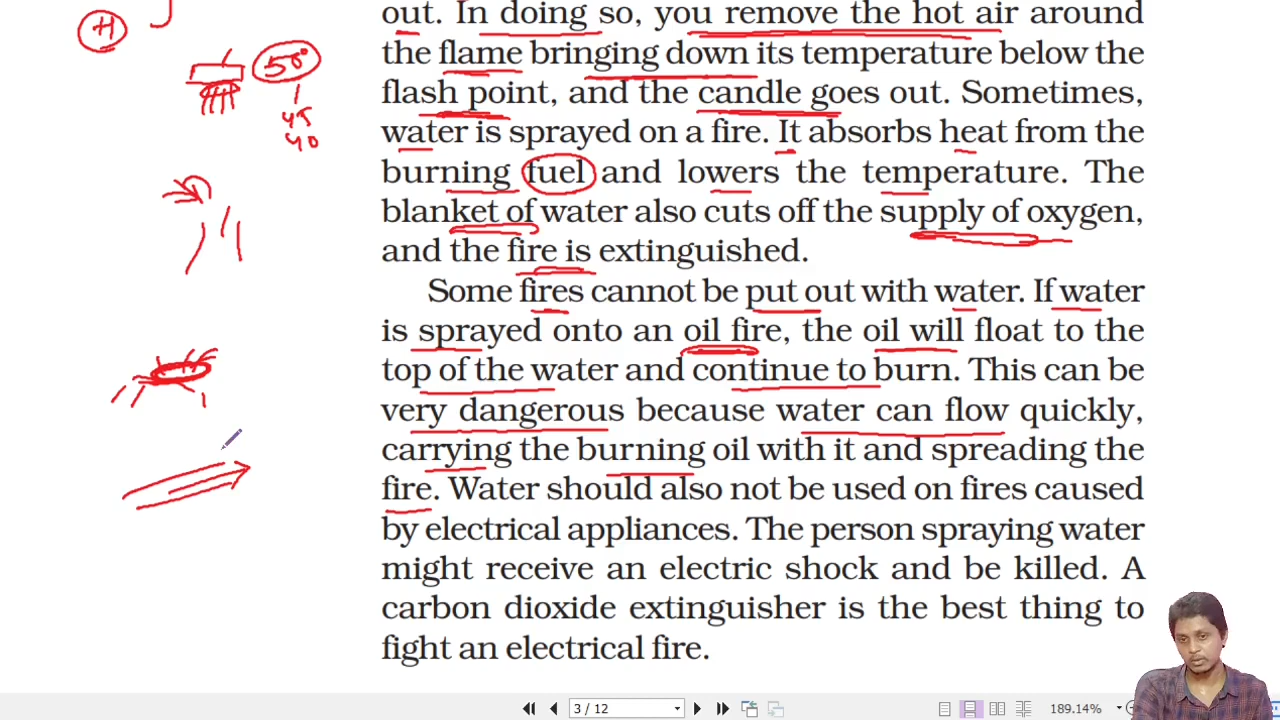 H
out. In doing so, you remove the hot air around
50°
the flame bringing down its temperature below the
45
40
flash point, and the candle goes out. Sometimes,
water is sprayed on a fire. It absorbs heat from the
burning fuel and lowers the temperature. The
blanket of water also cuts off the supply of oxygen,
and the fire is extinguished.
Some fires cannot be put out with water. If water
is sprayed onto an oil fire, the oil will float to the
top of the water and continue to burn. This can be
very dangerous because water can flow quickly,
carrying the burning oil with it and spreading the
fire. Water should also not be used on fires caused
by electrical appliances. The person spraying water
might receive an electric shock and be killed. A
carbon dioxide extinguisher is the best thing to
fight an electrical fire.
3 / 12
189.14%